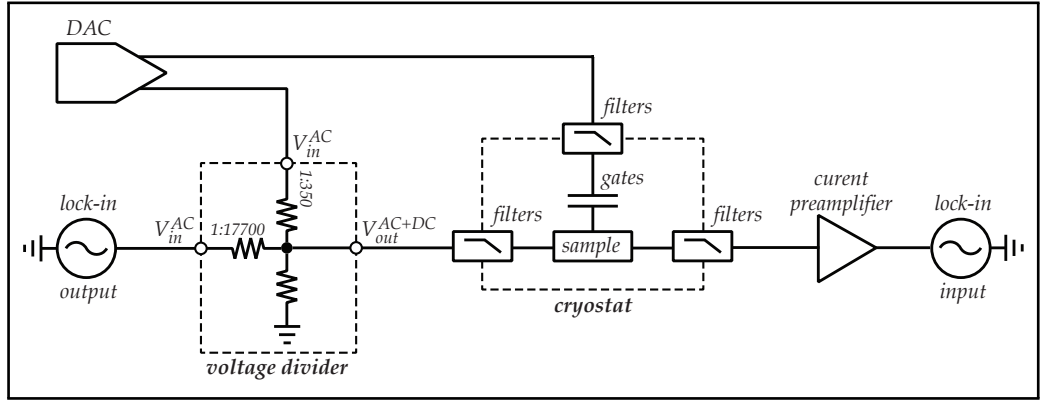 DAC
filters
V_in^AC
1:350
gates
curent
preamplifier
lock-in
lock-in
V_in^AC
1:17700
V_out^AC+DC
filters
filters
sample
output
input
cryostat
voltage divider